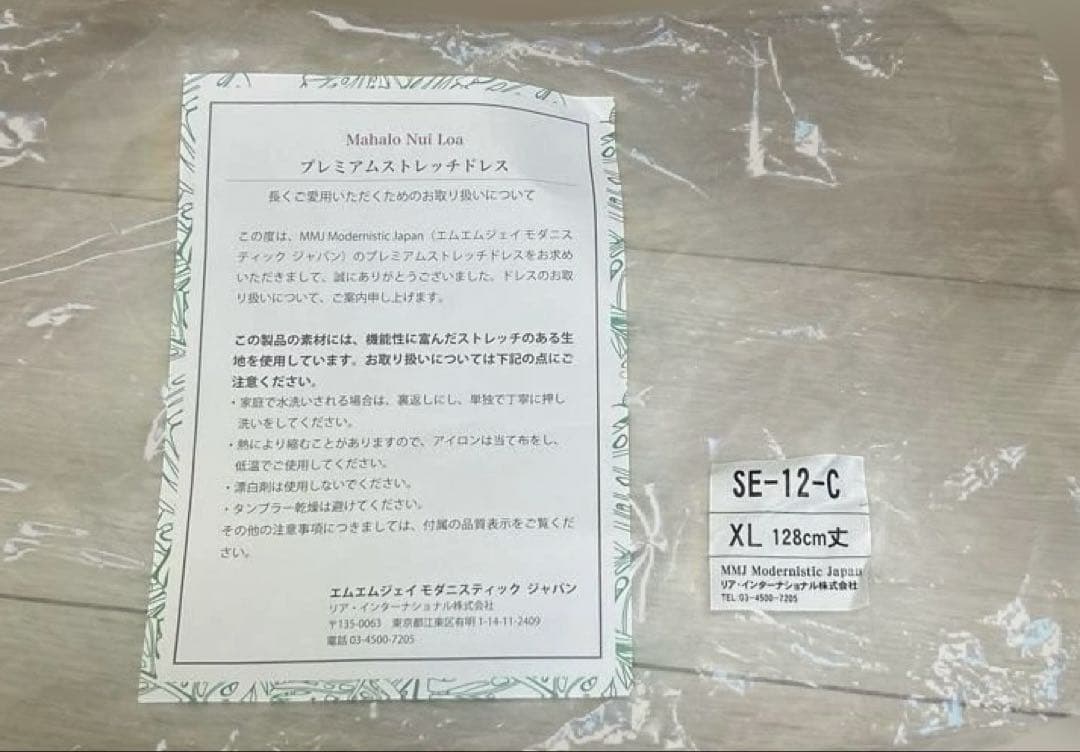 Mahalo Nui Loa
プレミアムストレッチドレス
長くご愛用いただくためのお取り扱いについて
この度は、MMJ Modernistic Japan（エムエムジェイ モダニス
ティック ジャパン）のプレミアムストレッチドレスをお求め
いただきまして、誠にありがとうございました。ドレスのお取
り扱いについて、ご案内申し上げます。
この製品の素材には、機能性に富んだストレッチのある生
地を使用しています。お取り扱いについては下記の点にご
注意ください。
・家庭で水洗いされる場合は、裏返しにし、単独で丁寧に押し
洗いをしてください。
・熱により縮むことがありますので、アイロンは当て布をし、
低温でご使用してください。
・漂白剤は使用しないでください。
・タンブラー乾燥は避けてください。
その他の注意事項につきましては、付属の品質表示をご覧くだ
さい。
エムエムジェイ モダニスティック ジャパン
リア・インターナショナル株式会社
〒135-0063 東京都江東区有明 1-14-11-2409
電話 03-4500-7205
SE-12-C
XL 128cm丈
MMJ Modernistic Japan
リア・インターナショナル株式会社
TEL:03-4500-7205